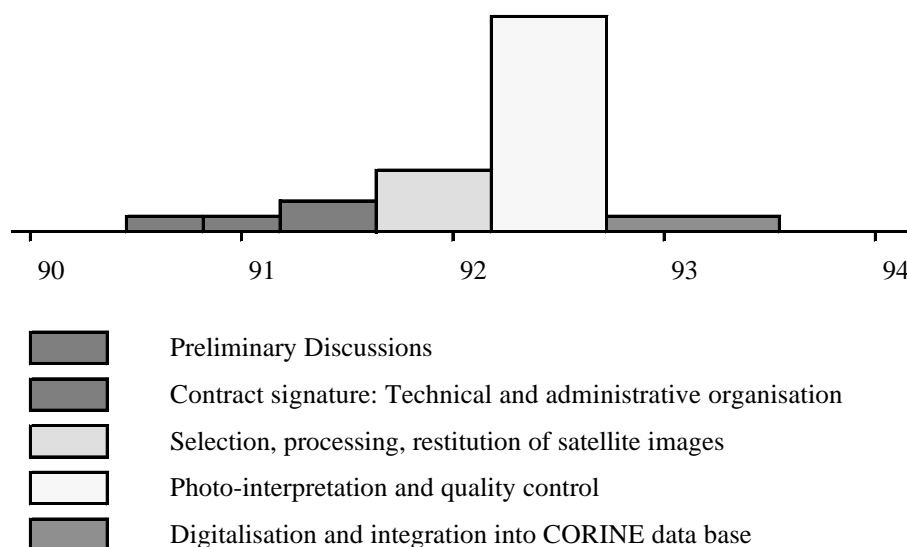 90 91 92 93 94
Preliminary Discussions
Contract signature: Technical and administrative organisation
Selection, processing, restitution of satellite images
Photo-interpretation and quality control
Digitalisation and integration into CORINE data base